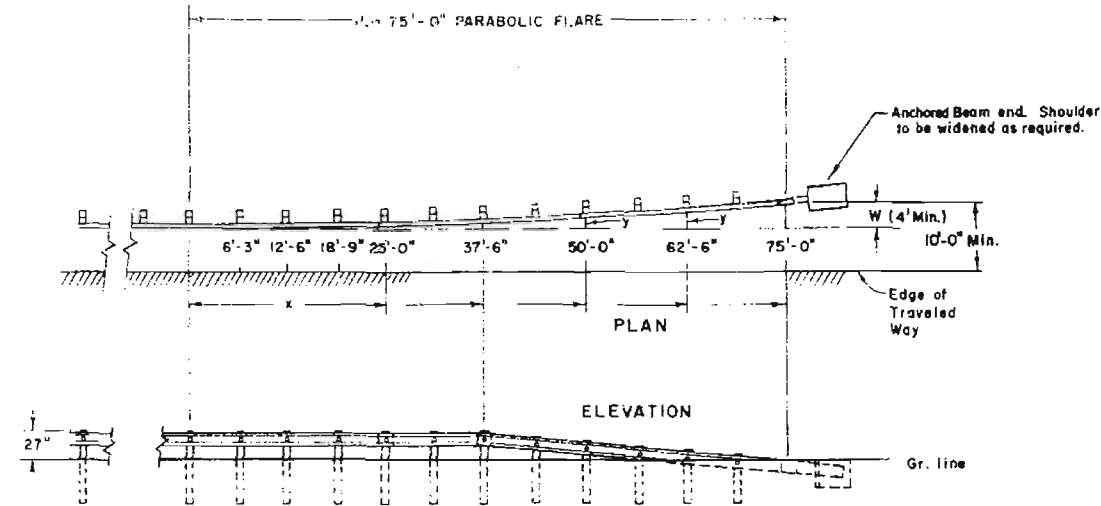 75'-0" PARABOLIC FLARE
Anchored Beam end. Shoulder
to be widened as required.
W (4' Min.)
10'-0" Min.
6'-3" 12'-6" 18'-9" 25'-0" 37'-6" 50'-0" 62'-6" 75'-0"
y y
x
PLAN
Edge of
Traveled
Way
ELEVATION
27"
Gr. line